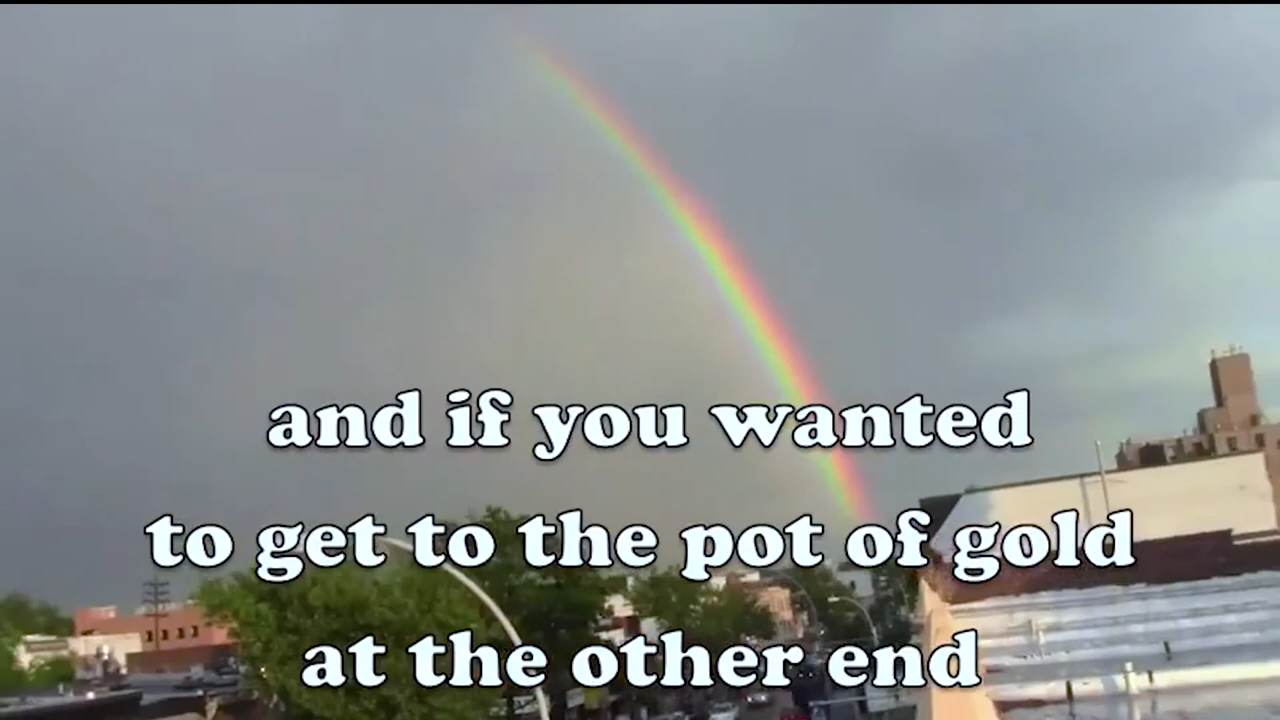 and if you wanted
to get to the pot of gold
at the other end